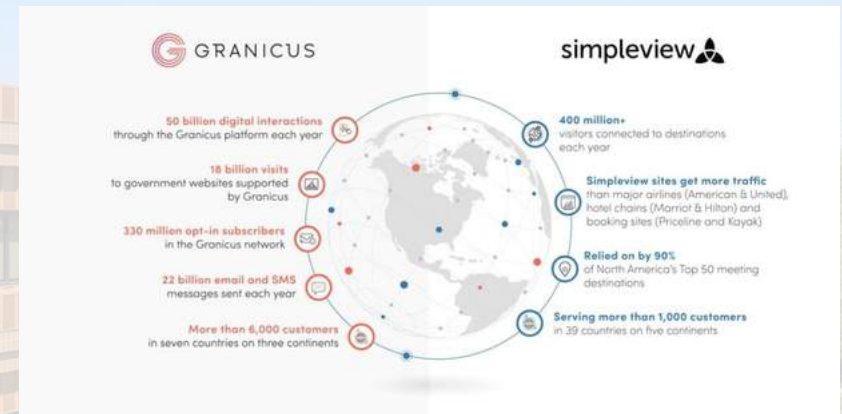 GRANICUS
50 billion digital interactions
through the Granicus platform each year
18 billion visits
to government websites supported
by Granicus
330 million opt-in subscribers
in the Granicus network
22 billion email and SMS
messages sent each year
More than 6,000 customers
in seven countries on three continents
simpleview
400 million+
visitors connected to destinations
each year
Simpleview sites get more traffic
than major airlines (American & United),
hotel chains (Marriot & Hilton) and
booking sites (Priceline and Kayak)
Relied on by 90%
of North America's Top 50 meeting
destinations
Serving more than 1,000 customers
in 39 countries on five continents